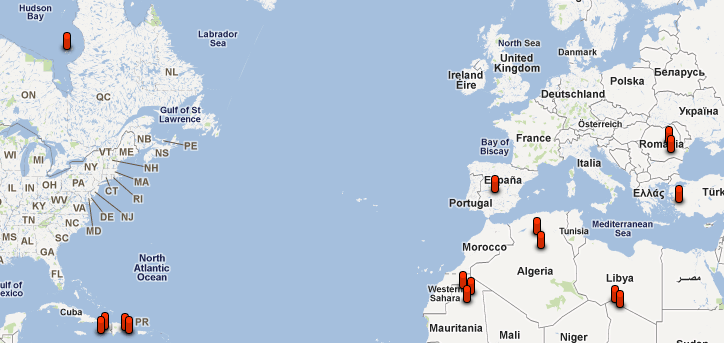 Hudson
Bay
Labrador
Sea
North Sea
Denmark
United
Kingdom
Ireland
Éire
Polska
Беларусь
Deutschland
Україна
NL
ON
QC
Gulf of St
Lawrence
Österreich
France
Bay of
Biscay
România
Italia
NB
PE
VT
ME
NS
WI
MI
NY
NH
MA
PA
CT
RI
IL
IN
OH
KY
WV
VA
DE
NJ
MD
TN
NC
MS
AL
SC
GA
FL
España
Portugal
Ελλάς
Türk
Mediterranean
Sea
Tunisia
Morocco
Algeria
Libya
مصر
North
Atlantic
Ocean
Gulf of
Mexico
Cuba
PR
Western
Sahara
Mauritania
Mali
Niger
Sudan